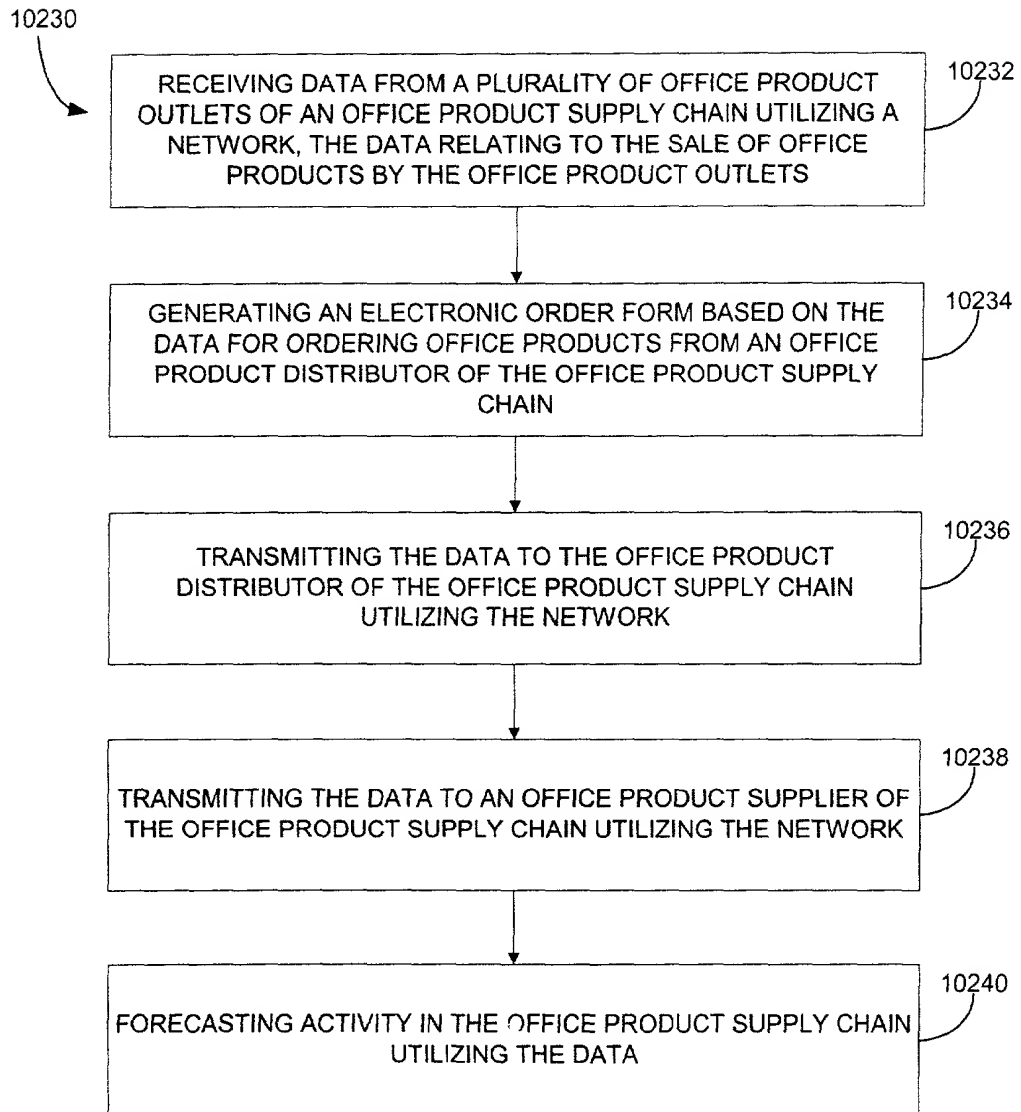 10230
RECEIVING DATA FROM A PLURALITY OF OFFICE PRODUCT
OUTLETS OF AN OFFICE PRODUCT SUPPLY CHAIN UTILIZING A
NETWORK, THE DATA RELATING TO THE SALE OF OFFICE
PRODUCTS BY THE OFFICE PRODUCT OUTLETS
10232
GENERATING AN ELECTRONIC ORDER FORM BASED ON THE
DATA FOR ORDERING OFFICE PRODUCTS FROM AN OFFICE
PRODUCT DISTRIBUTOR OF THE OFFICE PRODUCT SUPPLY
CHAIN
10234
TRANSMITTING THE DATA TO THE OFFICE PRODUCT
DISTRIBUTOR OF THE OFFICE PRODUCT SUPPLY CHAIN
UTILIZING THE NETWORK
10236
TRANSMITTING THE DATA TO AN OFFICE PRODUCT SUPPLIER OF
THE OFFICE PRODUCT SUPPLY CHAIN UTILIZING THE NETWORK
10238
FORECASTING ACTIVITY IN THE OFFICE PRODUCT SUPPLY CHAIN
UTILIZING THE DATA
10240